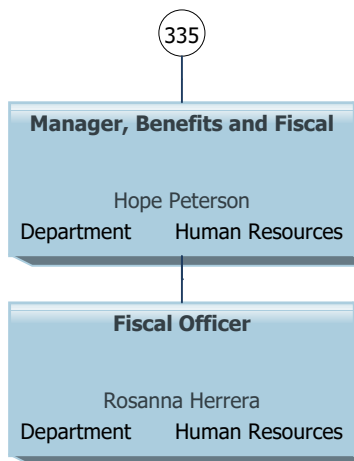 335
Manager, Benefits and Fiscal
Hope Peterson
Department Human Resources
Fiscal Officer
Rosanna Herrera
Department Human Resources